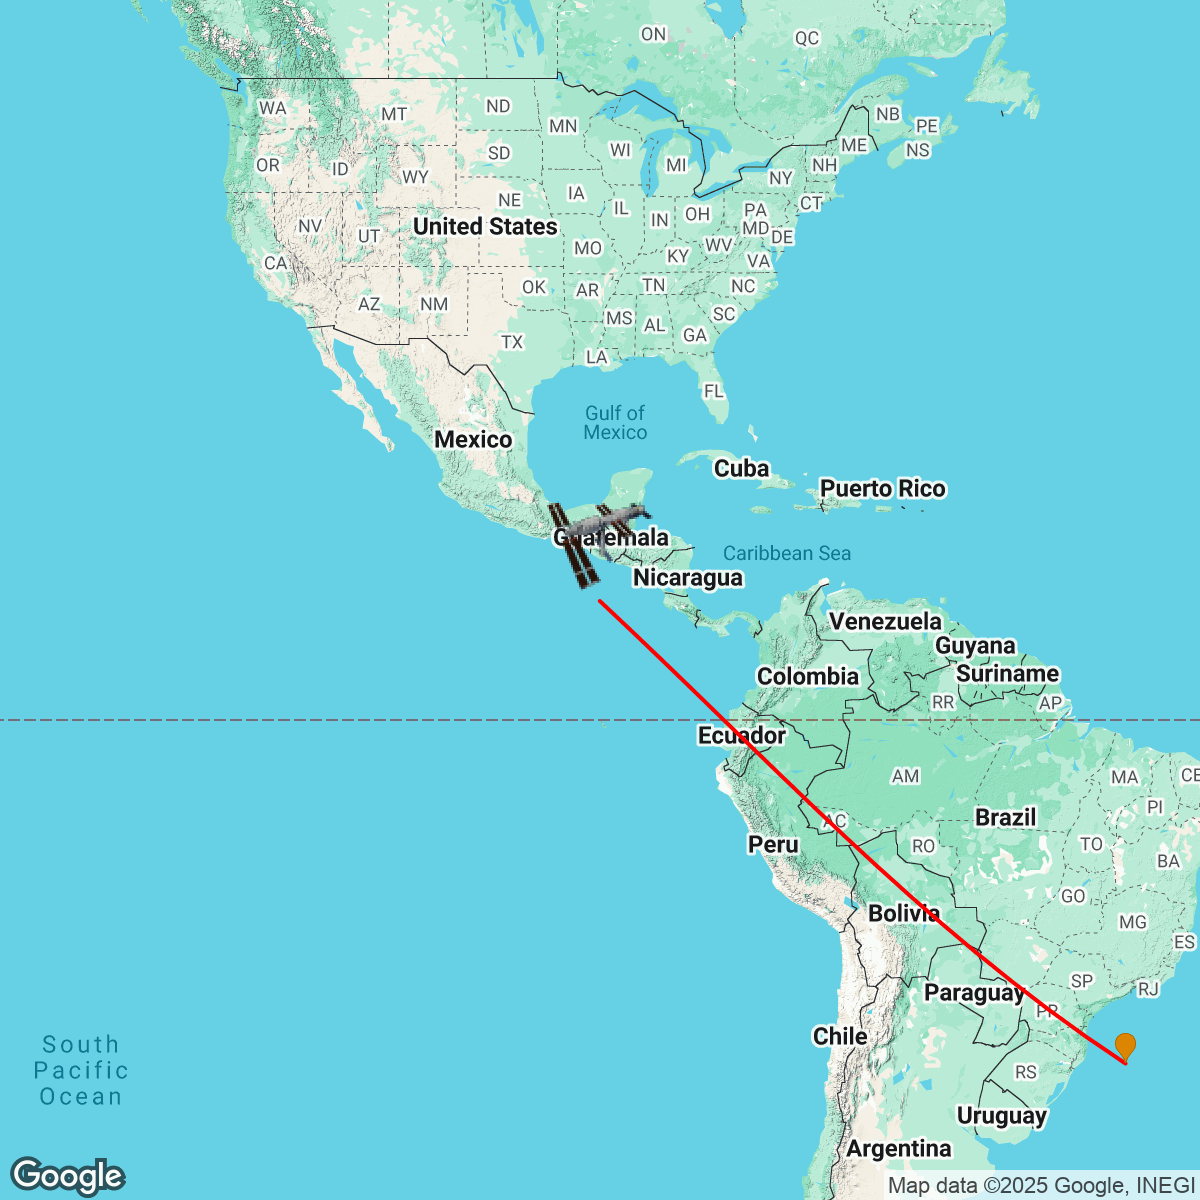 ON
QC
WA
MT
ND
MN
NB
PE
NS
ME
OR
ID
SD
WI
MI
NH
WY
NY
CT
NE
IA
IL
IN
OH
PA
MD
DE
NV
UT
United States
MO
KY
WV
VA
CA
AZ
NM
OK
AR
TN
NC
MS
AL
SC
GA
TX
LA
FL
Gulf of
Mexico
Mexico
Cuba
Puerto Rico
Guatemala
Caribbean Sea
Nicaragua
Venezuela
Guyana
Suriname
Colombia
RR
AP
Ecuador
AM
MA
CE
PI
AC
Brazil
Peru
RO
TO
BA
GO
Bolivia
MG
ES
SP
RJ
Paraguay
PR
Chile
RS
South
Pacific
Ocean
Uruguay
Argentina
Google
Map data ©2025 Google, INEGI